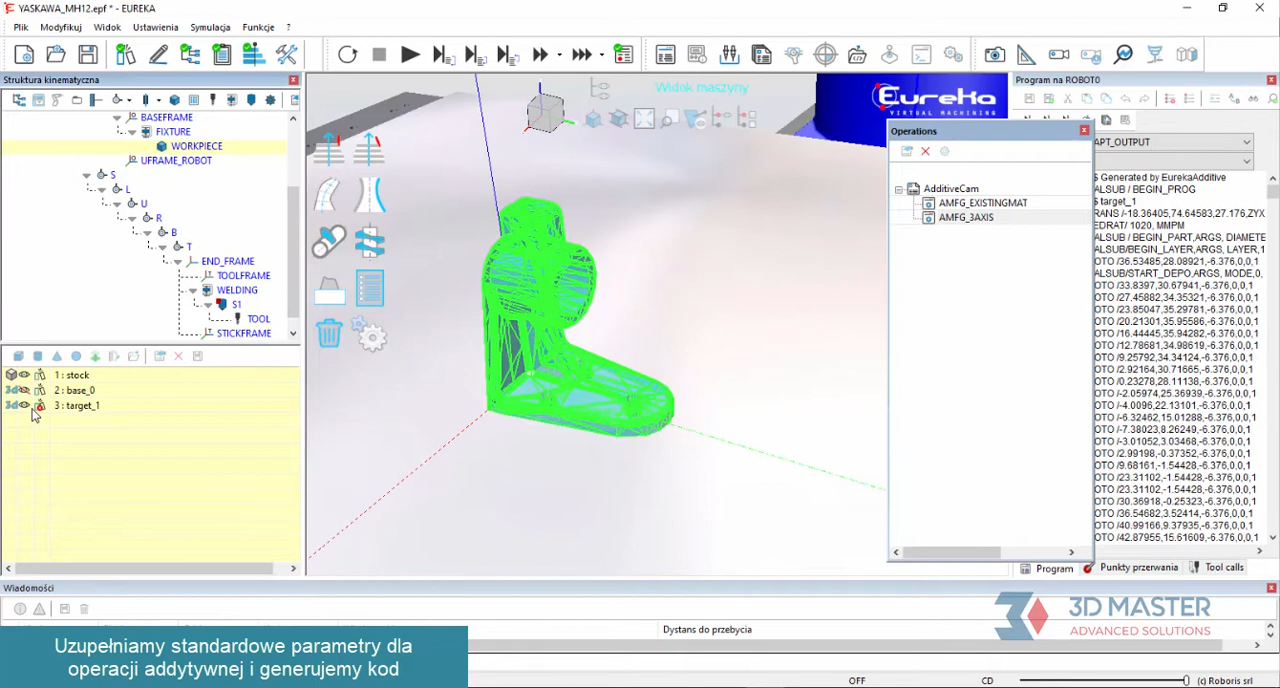 YASKAWA_MH12.epf * - EUREKA
Plik Modyfikuj Widok Ustawienia Symulacja Funkcje ?
Struktura kinematyczna
BASEFRAME
FIXTURE
WORKPIECE
UFRAME_ROBOT
S
L
U
R
B
T
END_FRAME
TOOLFRAME
WELDING
S1
TOOL
STICKFRAME
1 : stock
2 : base_0
3 : target_1
Widok maszyny
EUREKA
VIRTUAL MACHINING
Operations
AdditiveCam
AMFG_EXISTINGMAT
AMFG_3AXIS
Program na ROBOT0
APT_OUTPUT
$ Generated by EurekaAdditive
ALSUB / BEGIN_PROG
$ target_1
RANS /-18.36405,74.64583,27.176,ZYX
EDRAT/ 1020, MMPM
ALSUB / BEGIN_PART,ARGS, DIAMETE
ALSUB/BEGIN_LAYER,ARGS, LAYER,1
OTO /36.53485,28.08921,-6.376,0,0,1
ALSUB/START_DEPO,ARGS, MODE,0,
OTO /33.8397,30.67941,-6.376,0,0,1
OTO /27.45882,34.35321,-6.376,0,0,1
OTO /23.85047,35.29581,-6.376,0,0,1
OTO /20.21301,35.95586,-6.376,0,0,1
OTO /16.44445,35.94282,-6.376,0,0,1
OTO /12.78681,34.98619,-6.376,0,0,1
OTO /9.25792,34.13545,-6.376,0,0,1
OTO /2.92164,30.71661,-6.376,0,0,1
OTO /0.23278,28.11138,-6.376,0,0,1
OTO /-2.05974,25.36939,-6.376,0,0,1
OTO /-4.0096,22.13101,-6.376,0,0,1
OTO /-6.32462,15.01288,-6.376,0,0,1
OTO /-7.38023,8.26249,-6.376,0,0,1
OTO /-3.01052,3.03468,-6.376,0,0,1
OTO /2.99198,-0.37352,-6.376,0,0,1
OTO /9.68161,-1.54428,-6.376,0,0,1
OTO /23.31102,-1.54428,-6.376,0,0,1
OTO /23.31102,-1.54428,-6.376,0,0,1
OTO /30.36918,-0.25323,-6.376,0,0,1
OTO /36.54682,3.52414,-6.376,0,0,1
OTO /40.99166,9.37935,-6.376,0,0,1
OTO /42.87955,15.61609,-6.376,0,0,1
Program Punkty przerwania Tool calls
Wiadomości
Dystans do przebycia
3D MASTER
ADVANCED SOLUTIONS
Uzupełniamy standardowe parametry dla
operacji addytywnej i generujemy kod
OFF CD (c) Roboris srl